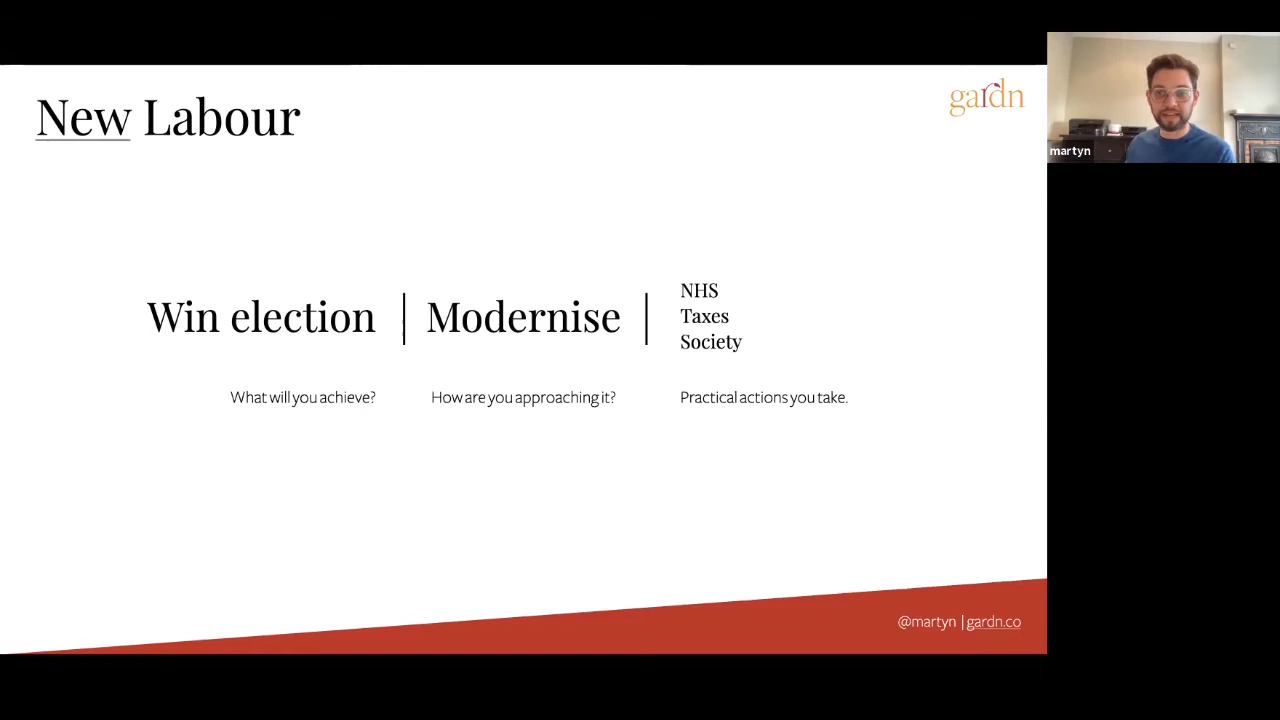 New Labour
gardn
martyn
Win election
Modernise
NHS
Taxes
Society
What will you achieve?
How are you approaching it?
Practical actions you take.
@martyn | gardn.co